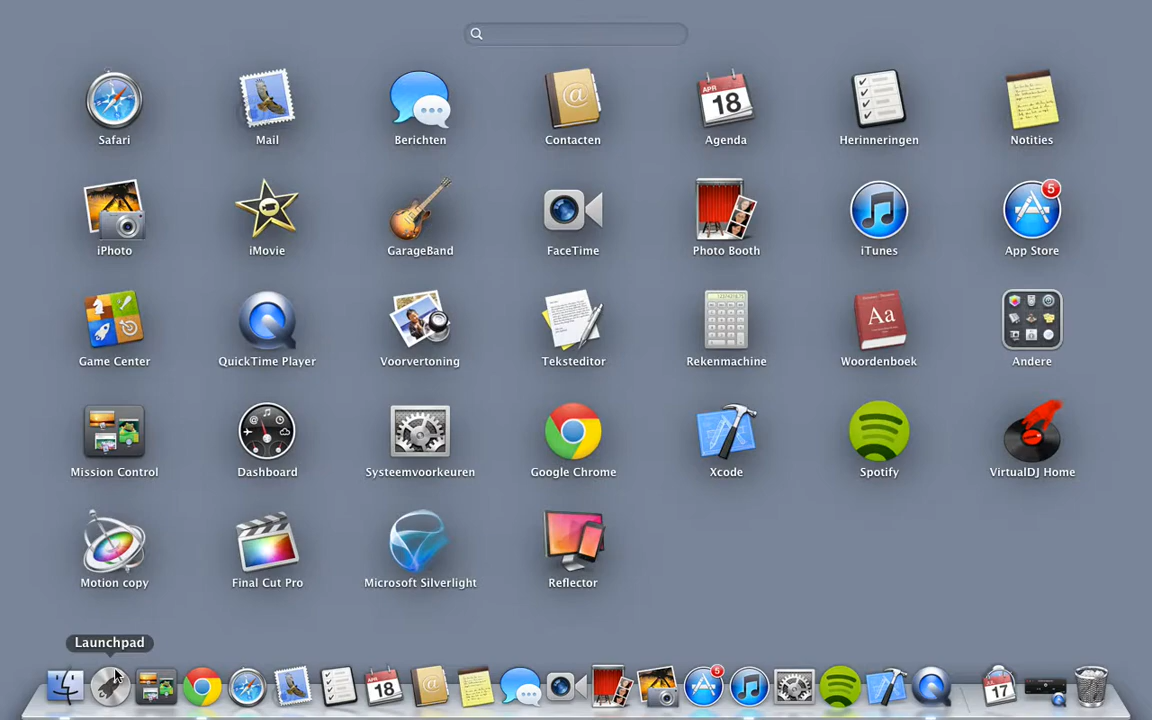 Safari Mail Berichten Contacten Agenda Herinneringen Notities
APR
18
iPhoto iMovie GarageBand FaceTime Photo Booth iTunes App Store
5
Game Center QuickTime Player Voorvertoning Teksteditor Rekenmachine Woordenboek Andere
Aa
Mission Control Dashboard Systeemvoorkeuren Google Chrome Xcode Spotify VirtualDJ Home
Motion copy Final Cut Pro Microsoft Silverlight Reflector
Launchpad
APR
18
5
17